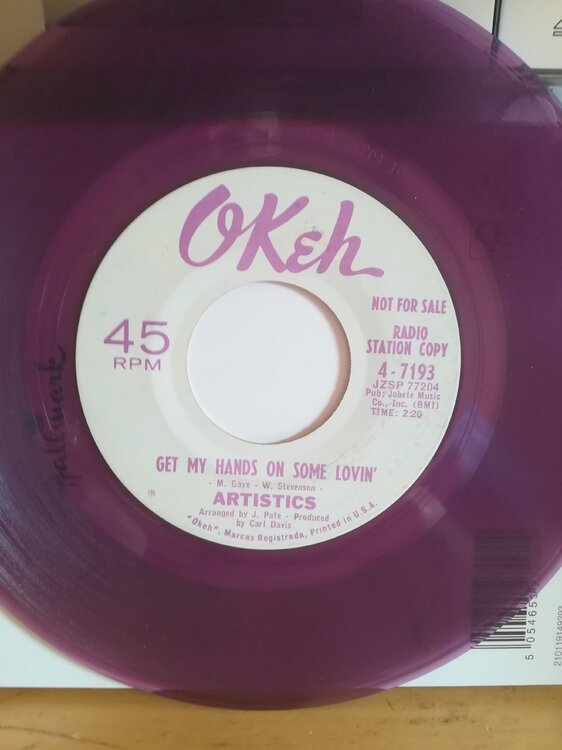 OKeh
NOT FOR SALE
RADIO
STATION COPY
45
RPM
4-7193
JZSP 77204
Pub; Jobete Music
Co., Inc. (BMI)
TIME: 2:20
GET MY HANDS ON SOME LOVIN'
- M. Gaye - W. Stevenson -
ARTISTICS
Arranged by J. Pate - Produced
by Carl Davis
"Okeh", Marcas Registrada, Printed in U.S.A.
hallmark
210119149292